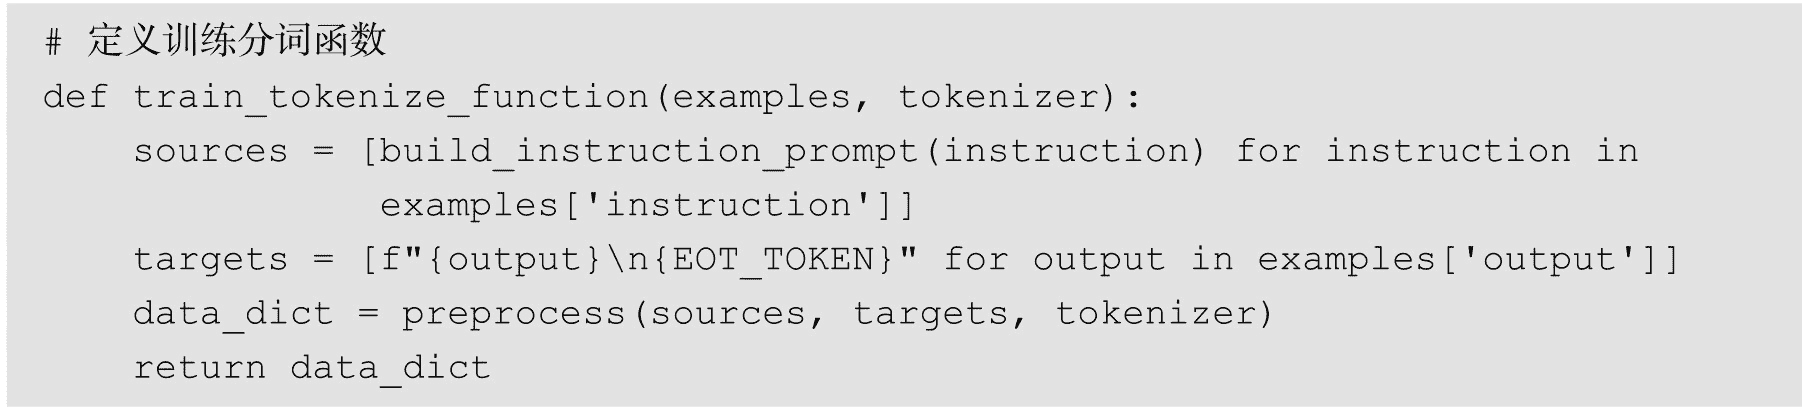 # 定义训练分词函数
def train_tokenize_function(examples, tokenizer):
    sources = [build_instruction_prompt(instruction) for instruction in
               examples['instruction']]
    targets = [f"{output}\n{EOT_TOKEN}" for output in examples['output']]
    data_dict = preprocess(sources, targets, tokenizer)
    return data_dict